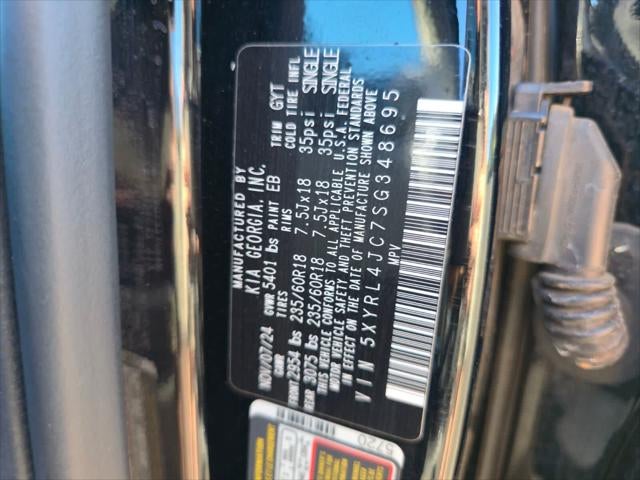 MANUFACTURED BY
KIA GEORGIA, INC.
NOV/07/24 GVWR 5401 lbs PAINT EB TRIM GYT
GAWR TIRES RIMS COLD TIRE INFL
FRONT 2954 lbs 235/60R18 7.5Jx18 35psi SINGLE
INTER 3075 lbs 235/60R18 7.5Jx18 35psi SINGLE
THIS VEHICLE CONFORMS TO ALL APPLICABLE U.S.A. FEDERAL
MOTOR VEHICLE SAFETY AND THEFT PREVENTION STANDARDS
IN EFFECT ON THE DATE OF MANUFACTURE SHOWN ABOVE
VIN 5XYRL4JC7SG348695
MPV
5720